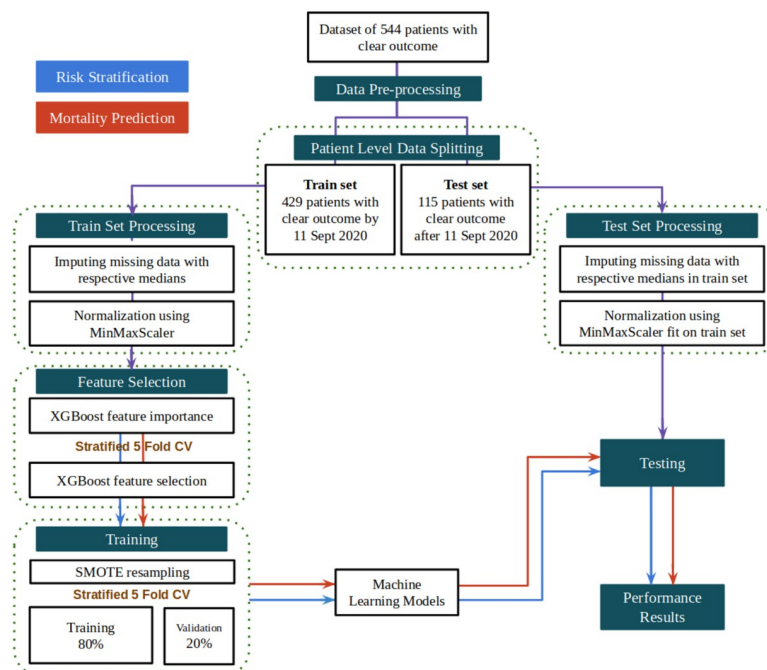 Dataset of 544 patients with
clear outcome
Risk Stratification
Mortality Prediction
Data Pre-processing
Patient Level Data Splitting
Train set
429 patients with
clear outcome by
11 Sept 2020
Test set
115 patients with
clear outcome
after 11 Sept 2020
Train Set Processing
Imputing missing data with
respective medians
Normalization using
MinMaxScaler
Test Set Processing
Imputing missing data with
respective medians in train set
Normalization using
MinMaxScaler fit on train set
Feature Selection
XGBoost feature importance
Stratified 5 Fold CV
XGBoost feature selection
Training
SMOTE resampling
Stratified 5 Fold CV
Training
80%
Validation
20%
Machine
Learning Models
Testing
Performance
Results